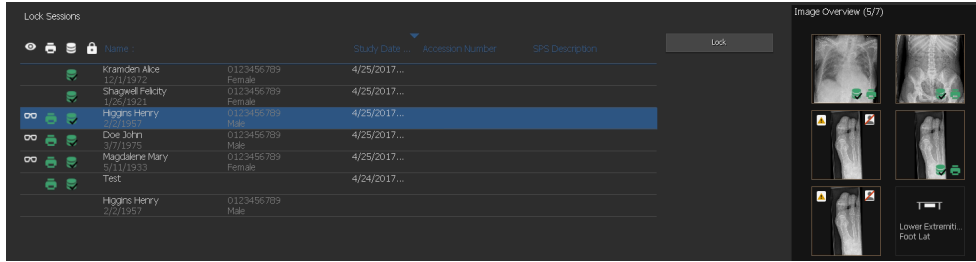 Lock Sessions
Image Overview (5/7)
Name :
Study Date ...
Accession Number
SPS Description
Lock
Kramden Alice
0123456789
4/25/2017...
12/1/1972
Female
Shagwell Felicity
0123456789
4/25/2017...
1/26/1921
Female
Higgins Henry
0123456789
4/25/2017...
2/2/1957
Male
Doe John
0123456789
4/25/2017...
3/7/1975
Male
Magdalene Mary
0123456789
4/25/2017...
5/11/1933
Female
Test
4/24/2017...
Higgins Henry
0123456789
2/2/1957
Male
Lower Extremiti...
Foot Lat